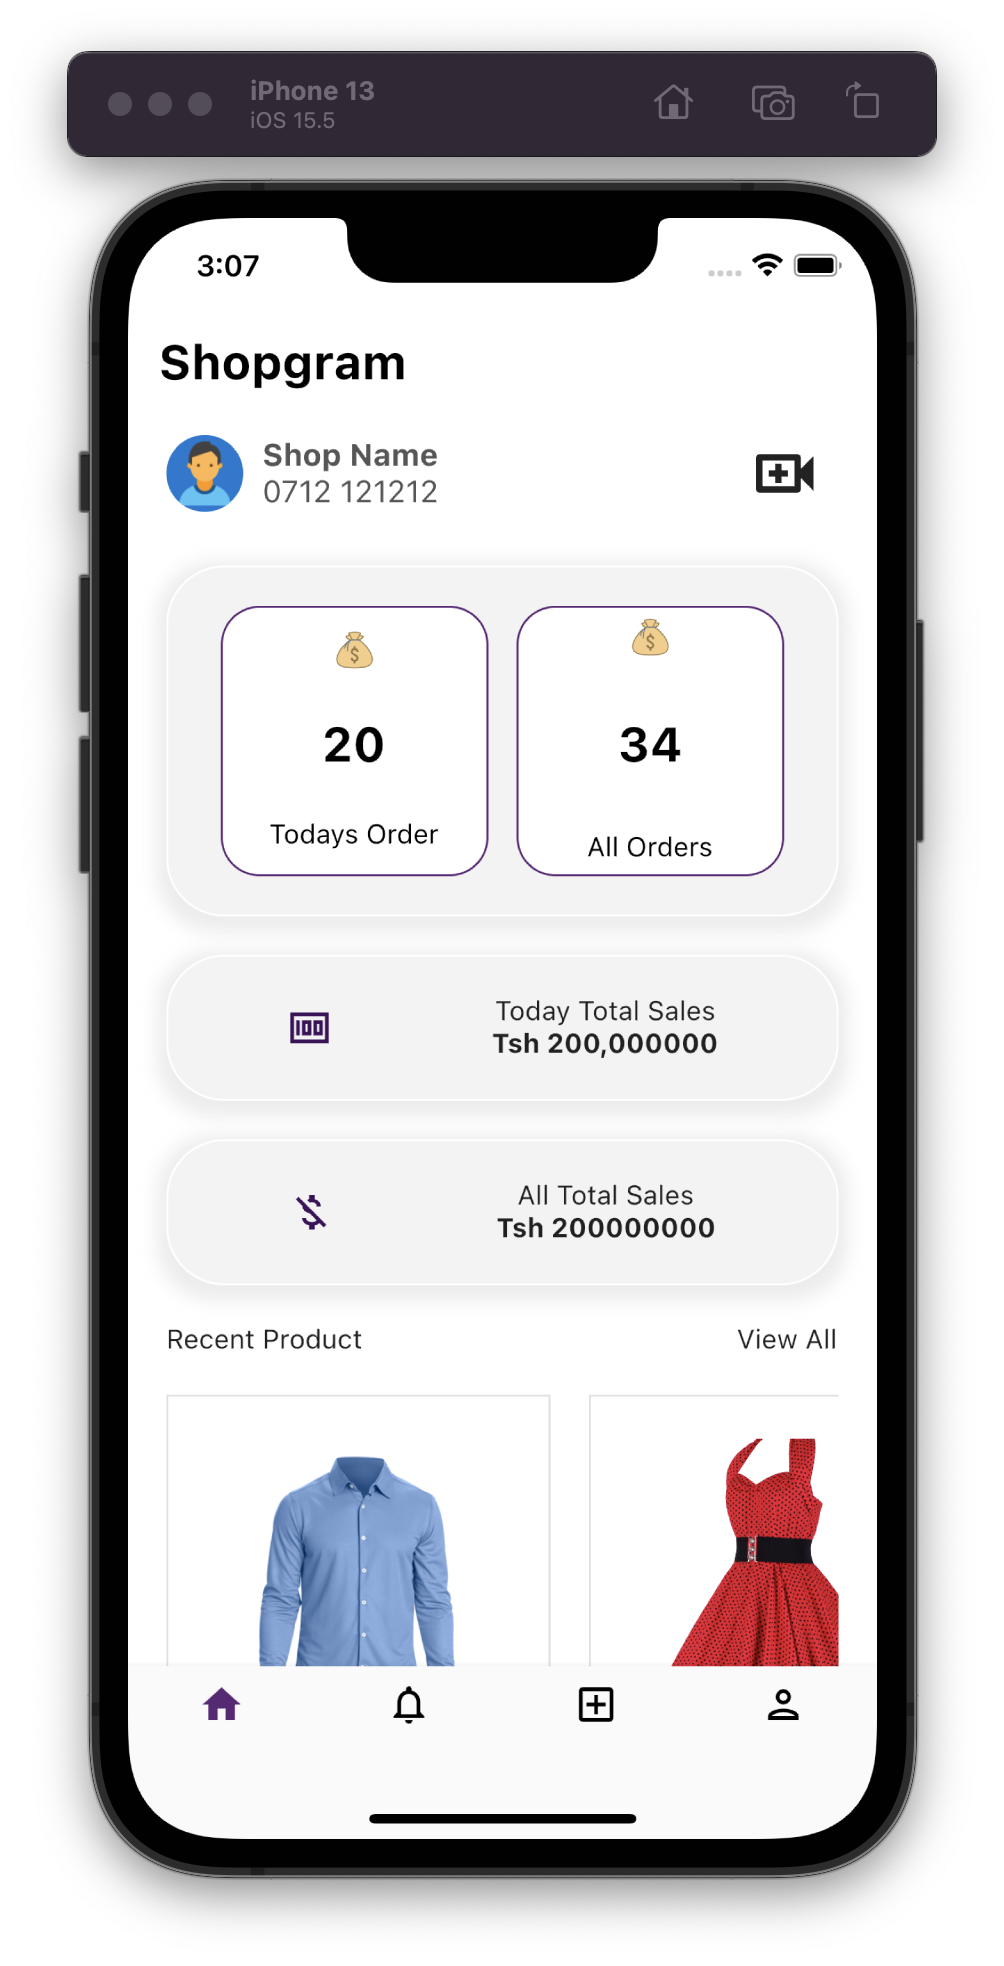 iPhone 13
iOS 15.5
3:07
Shopgram
Shop Name
0712 121212
$
$
20
34
Todays Order
All Orders
100
Today Total Sales
Tsh 200,000000
All Total Sales
Tsh 200000000
Recent Product
View All